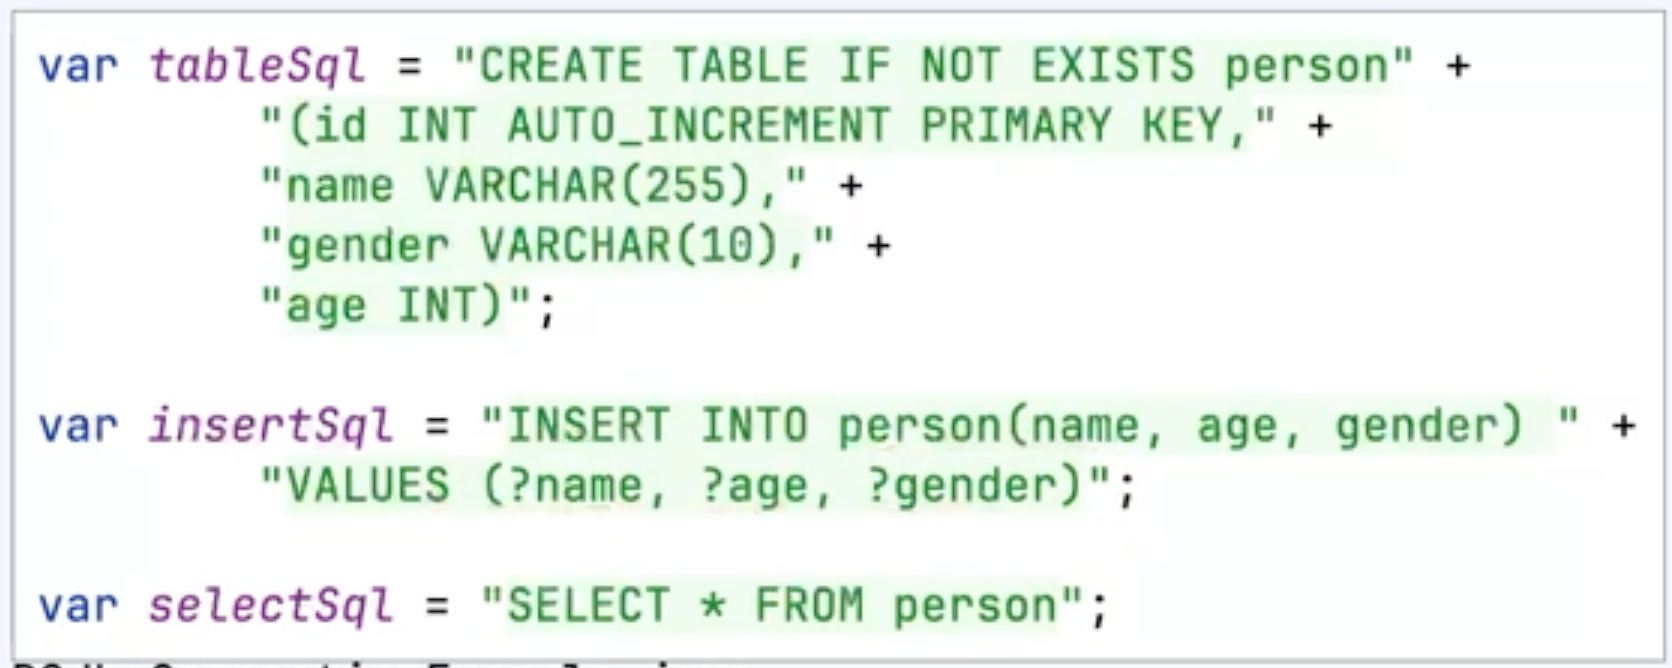 var tableSql = "CREATE TABLE IF NOT EXISTS person" +
"(id INT AUTO_INCREMENT PRIMARY KEY," +
"name VARCHAR(255)," +
"gender VARCHAR(10)," +
"age INT)";
var insertSql = "INSERT INTO person(name, age, gender) " +
"VALUES (?name, ?age, ?gender)";
var selectSql = "SELECT * FROM person";